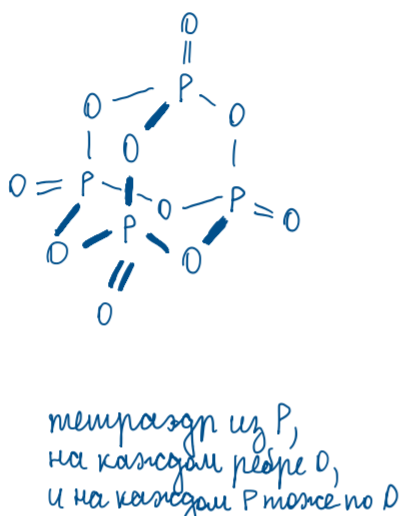 O
P
O O
O
O P O P O
P
O O
O
тетраэдр из P,
на каждом ребре O,
и на каждом P тоже по O